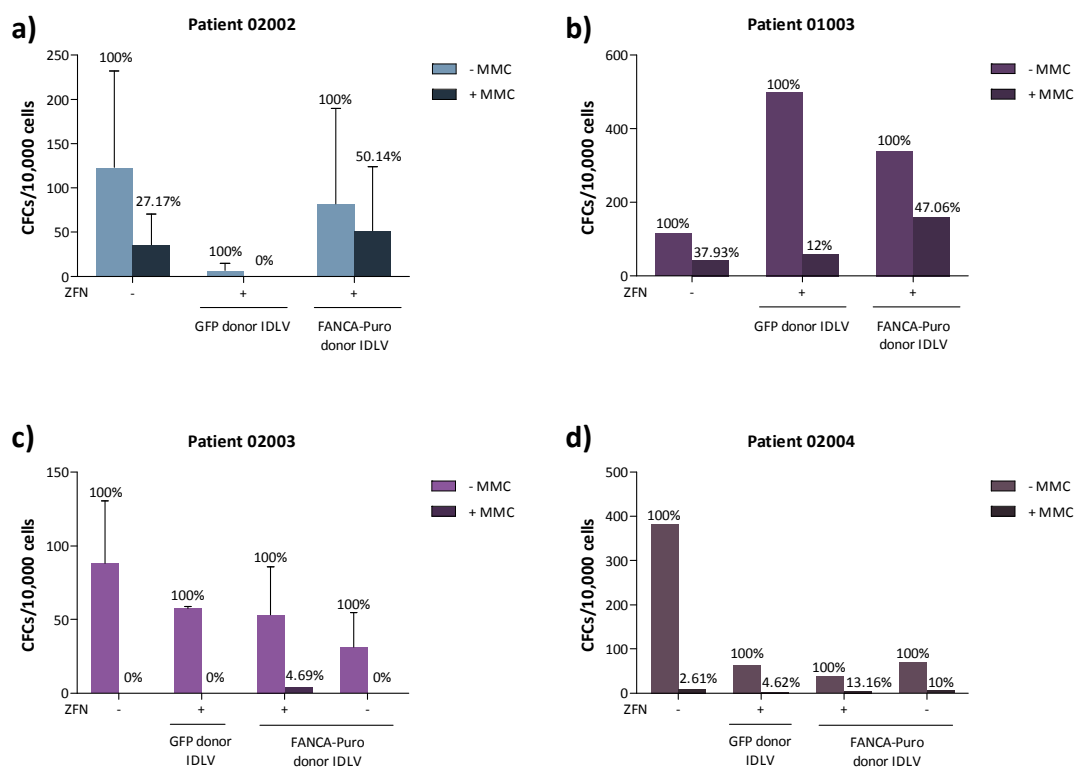 a)
Patient 02002
CFCs/10,000 cells
250
200
150
100
50
0
100%
27.17%
100%
0%
100%
50.14%
- MMC
+ MMC
ZFN - + +
GFP donor IDLV
FANCA-Puro
donor IDLV
b)
Patient 01003
CFCs/10,000 cells
600
400
200
0
100%
37.93%
100%
12%
100%
47.06%
- MMC
+ MMC
ZFN - + +
GFP donor IDLV
FANCA-Puro
donor IDLV
c)
Patient 02003
CFCs/10,000 cells
150
100
50
0
100%
0%
100%
0%
100%
4.69%
100%
0%
- MMC
+ MMC
ZFN - + + -
GFP donor
IDLV
FANCA-Puro
donor IDLV
d)
Patient 02004
CFCs/10,000 cells
500
400
300
200
100
0
100%
2.61%
100%
4.62%
100%
13.16%
100%
10%
- MMC
+ MMC
ZFN - + + -
GFP donor
IDLV
FANCA-Puro
donor IDLV